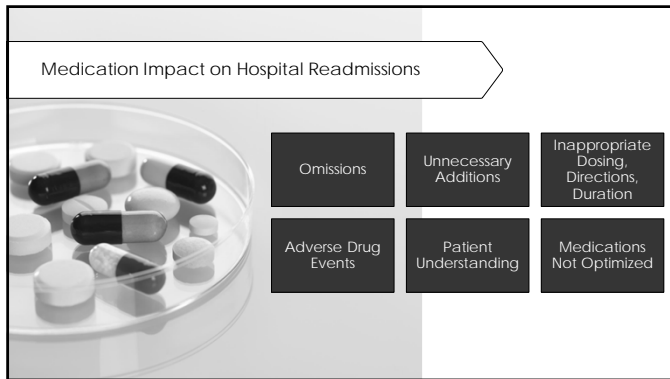 Medication Impact on Hospital Readmissions
Omissions
Unnecessary
Additions
Inappropriate
Dosing,
Directions,
Duration
Adverse Drug
Events
Patient
Understanding
Medications
Not Optimized